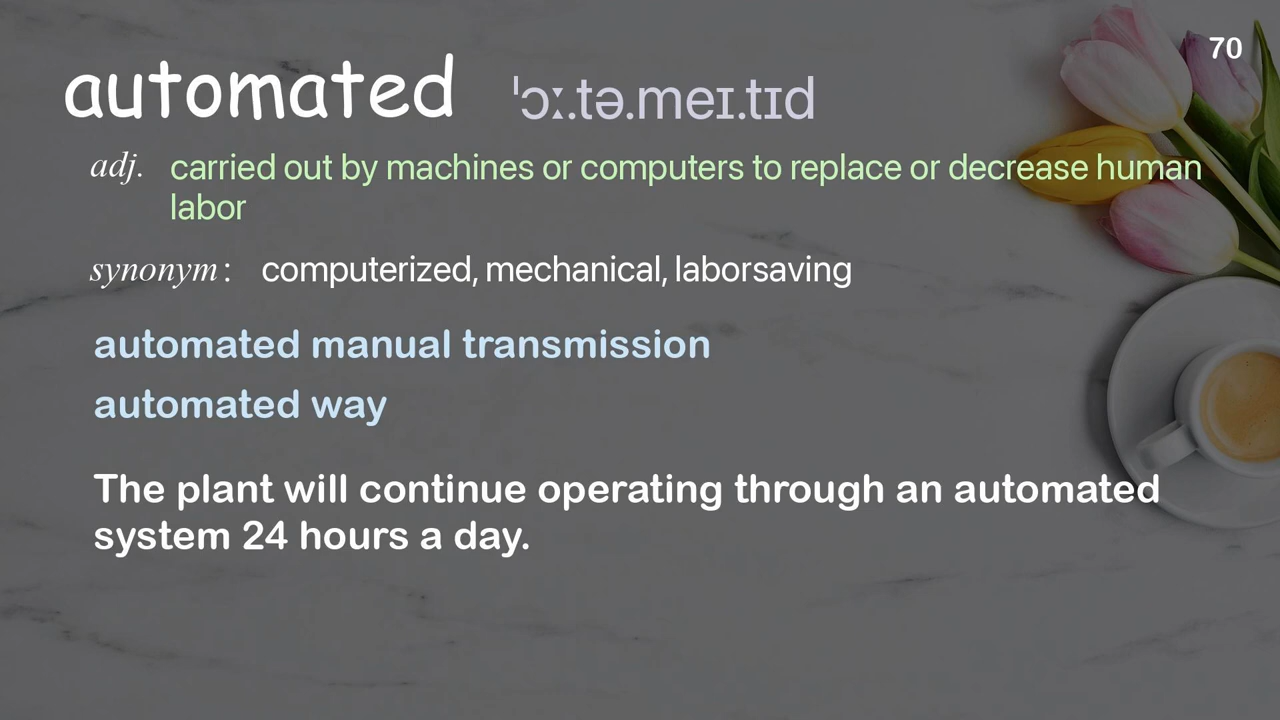 70
automated ˈɔː.tə.meɪ.tɪd
adj. carried out by machines or computers to replace or decrease human
labor
synonym : computerized, mechanical, laborsaving
automated manual transmission
automated way
The plant will continue operating through an automated
system 24 hours a day.